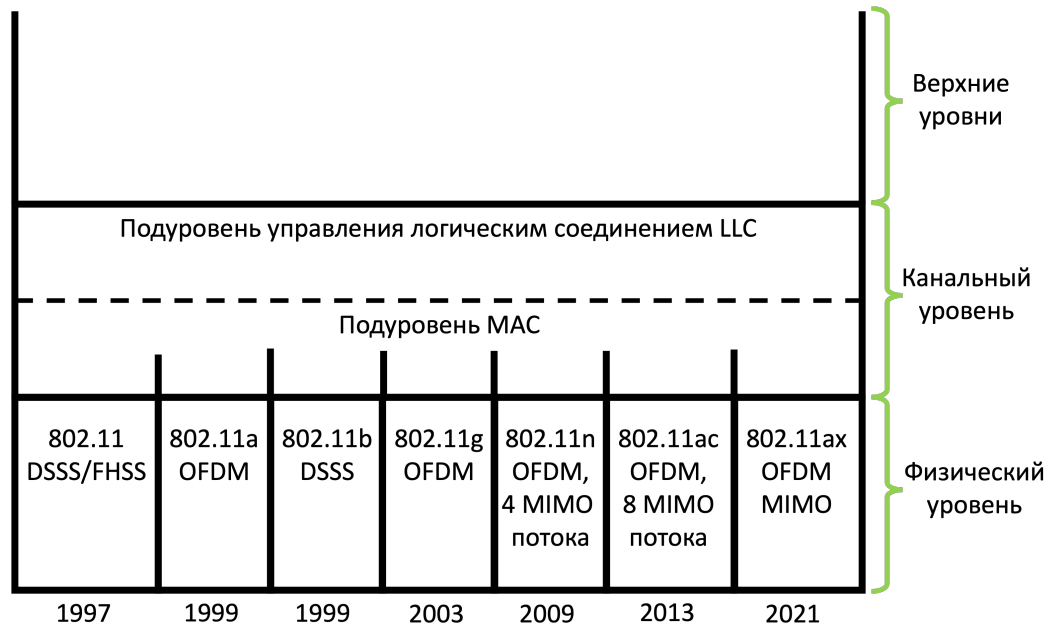 Верхние
уровни
Подуровень управления логическим соединением LLC
Канальный
уровень
Подуровень MAC
802.11
DSSS/FHSS
802.11a
OFDM
802.11b
DSSS
802.11g
OFDM
802.11n
OFDM,
4 MIMO
потока
802.11ac
OFDM,
8 MIMO
потока
802.11ax
OFDM
MIMO
Физический
уровень
1997
1999
1999
2003
2009
2013
2021